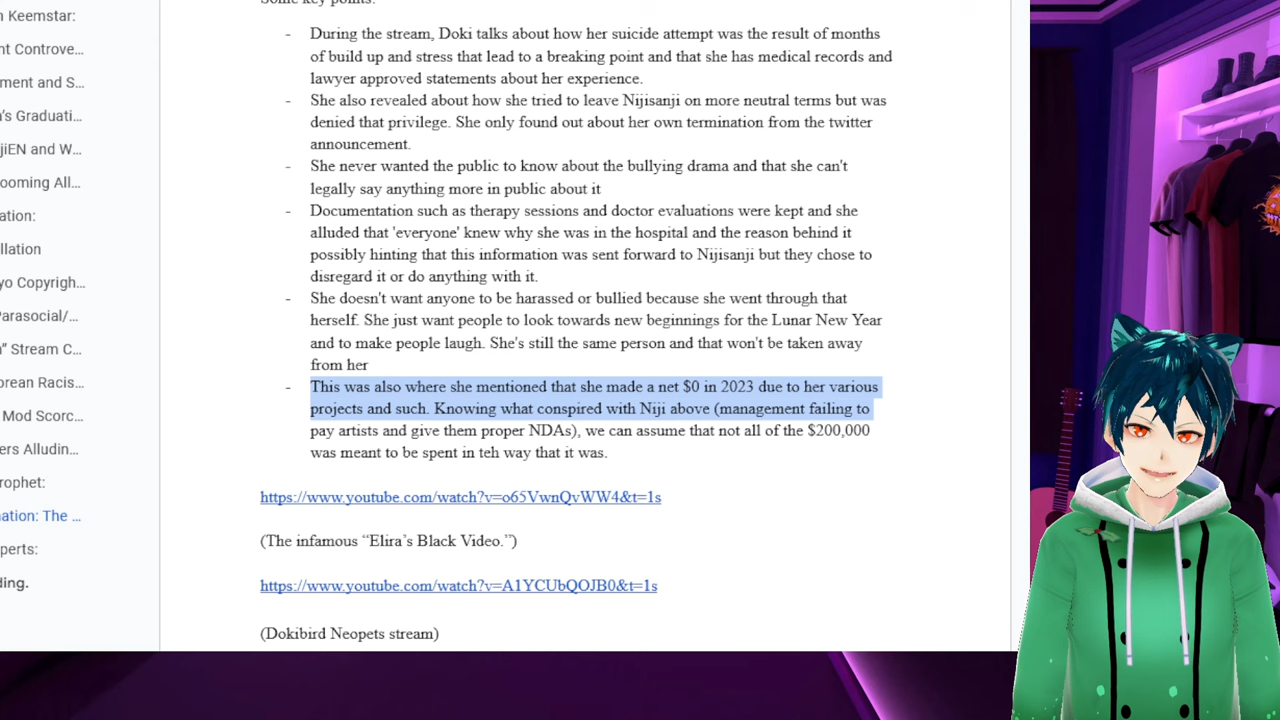 n Keemstar:
nt Controve...
ment and S...
a's Graduati...
jiEN and W...
ooming All...
ation:
llation
yo Copyrigh...
Parasocial/...
n" Stream C...
orean Racis...
Mod Scorc...
ers Alludin...
rophet:
nation: The ...
perts:
ding.
- During the stream, Doki talks about how her suicide attempt was the result of months
of build up and stress that lead to a breaking point and that she has medical records and
lawyer approved statements about her experience.
- She also revealed about how she tried to leave Nijisanji on more neutral terms but was
denied that privilege. She only found out about her own termination from the twitter
announcement.
- She never wanted the public to know about the bullying drama and that she can't
legally say anything more in public about it
- Documentation such as therapy sessions and doctor evaluations were kept and she
alluded that 'everyone' knew why she was in the hospital and the reason behind it
possibly hinting that this information was sent forward to Nijisanji but they chose to
disregard it or do anything with it.
- She doesn't want anyone to be harassed or bullied because she went through that
herself. She just want people to look towards new beginnings for the Lunar New Year
and to make people laugh. She's still the same person and that won't be taken away
from her
- This was also where she mentioned that she made a net $0 in 2023 due to her various
projects and such. Knowing what conspired with Niji above (management failing to
pay artists and give them proper NDAs), we can assume that not all of the $200,000
was meant to be spent in teh way that it was.
https://www.youtube.com/watch?v=o65VwnQvWW4&t=1s
(The infamous “Elira’s Black Video.”)
https://www.youtube.com/watch?v=A1YCUbQOJB0&t=1s
(Dokibird Neopets stream)